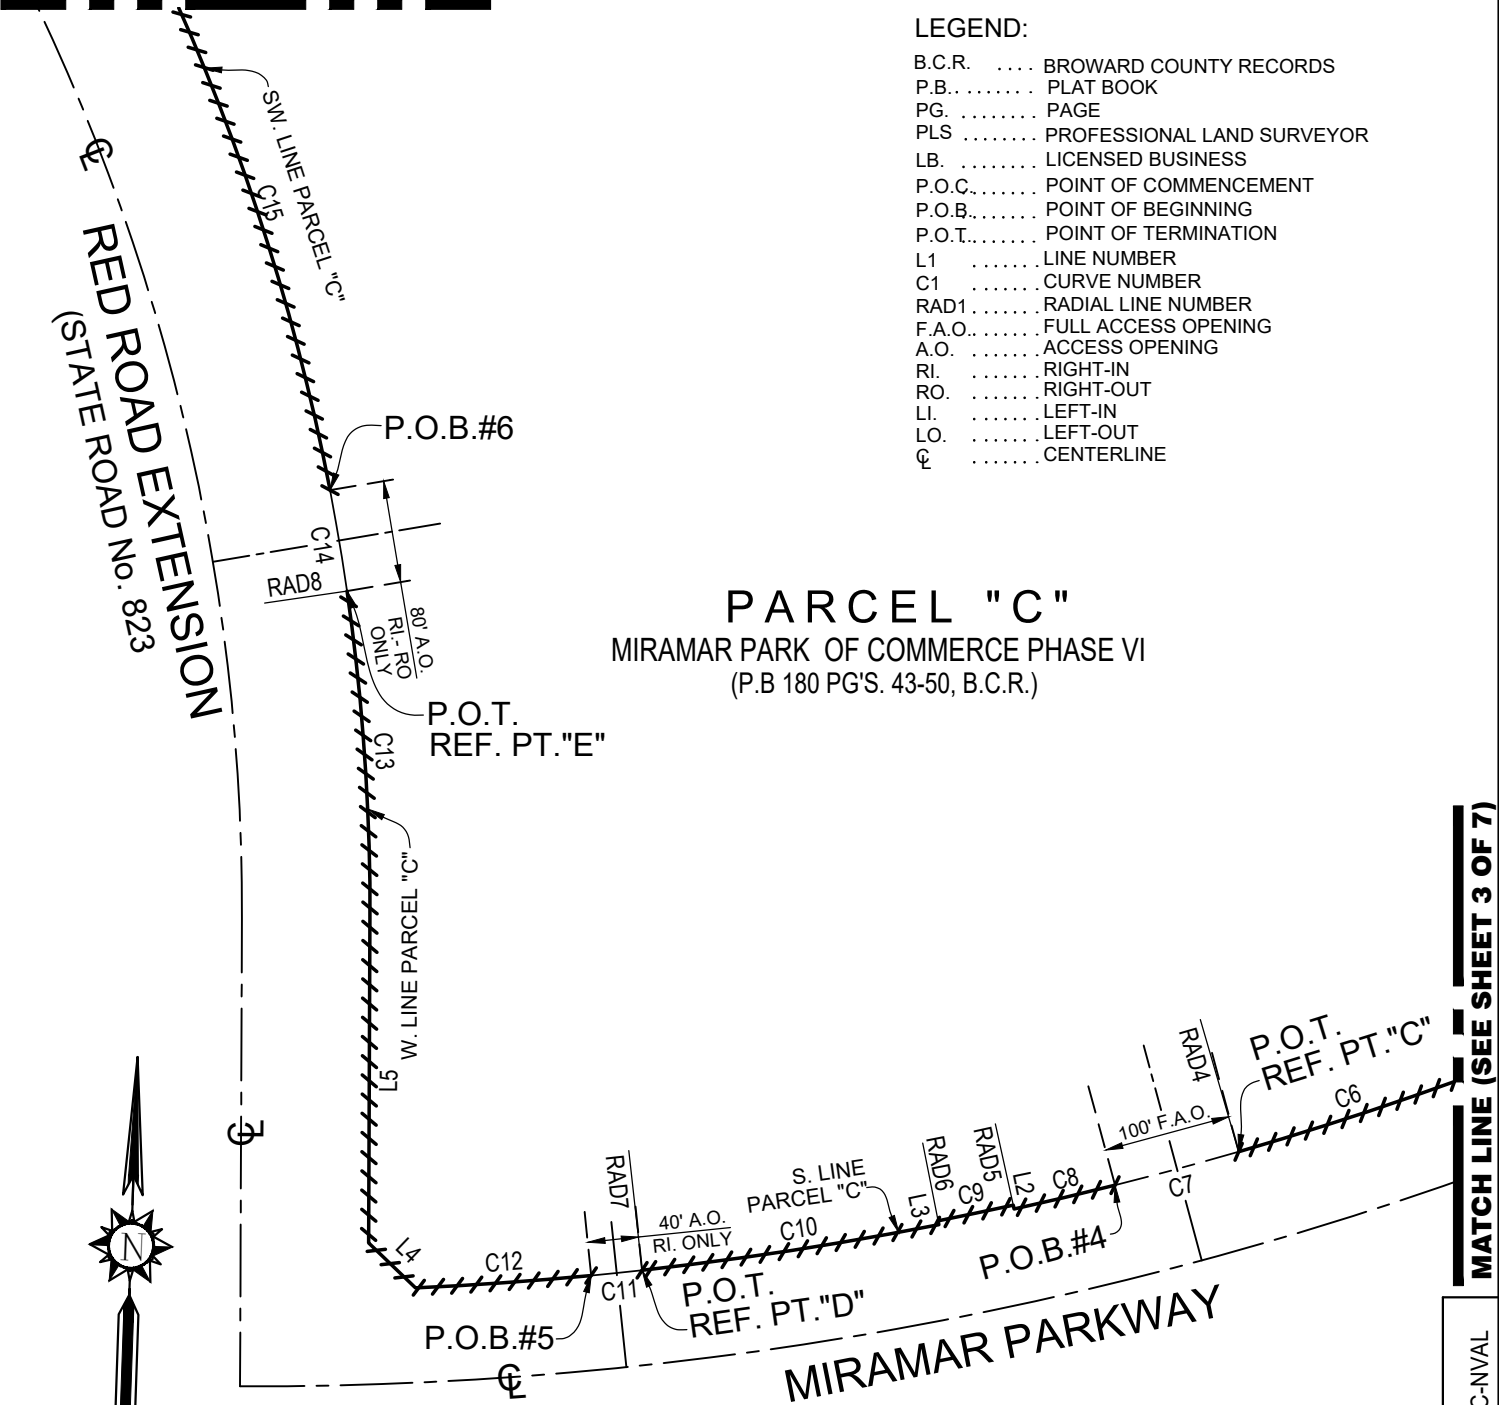 LEGEND:
B.C.R. .... BROWARD COUNTY RECORDS
P.B......... PLAT BOOK
PG. ........ PAGE
PLS ........ PROFESSIONAL LAND SURVEYOR
LB. ........ LICENSED BUSINESS
P.O.C....... POINT OF COMMENCEMENT
P.O.B....... POINT OF BEGINNING
P.O.T....... POINT OF TERMINATION
L1 ....... LINE NUMBER
C1 ....... CURVE NUMBER
RAD1 ....... RADIAL LINE NUMBER
F.A.O....... FULL ACCESS OPENING
A.O. ....... ACCESS OPENING
RI. ....... RIGHT-IN
RO. ....... RIGHT-OUT
LI. ....... LEFT-IN
LO. ....... LEFT-OUT
℄ ....... CENTERLINE
SW. LINE PARCEL "C"
C15
℄
RED ROAD EXTENSION
(STATE ROAD No. 823
P.O.B.#6
C14
RAD8
80' A.O.
RI.- RO
ONLY
PARCEL "C"
MIRAMAR PARK OF COMMERCE PHASE VI
(P.B 180 PG'S. 43-50, B.C.R.)
P.O.T.
REF. PT."E"
C13
W. LINE PARCEL "C"
L5
℄
N
L4
C12
P.O.B.#5
C11
RAD7
40' A.O.
RI. ONLY
P.O.T.
REF. PT."D"
C10
S. LINE
PARCEL "C"
L3
RAD6
C9
RAD5
L2
C8
P.O.B.#4
100' F.A.O.
C7
RAD4
P.O.T.
REF. PT."C"
C6
℄
MIRAMAR PARKWAY
MATCH LINE (SEE SHEET 3 OF 7)
C-NVAL